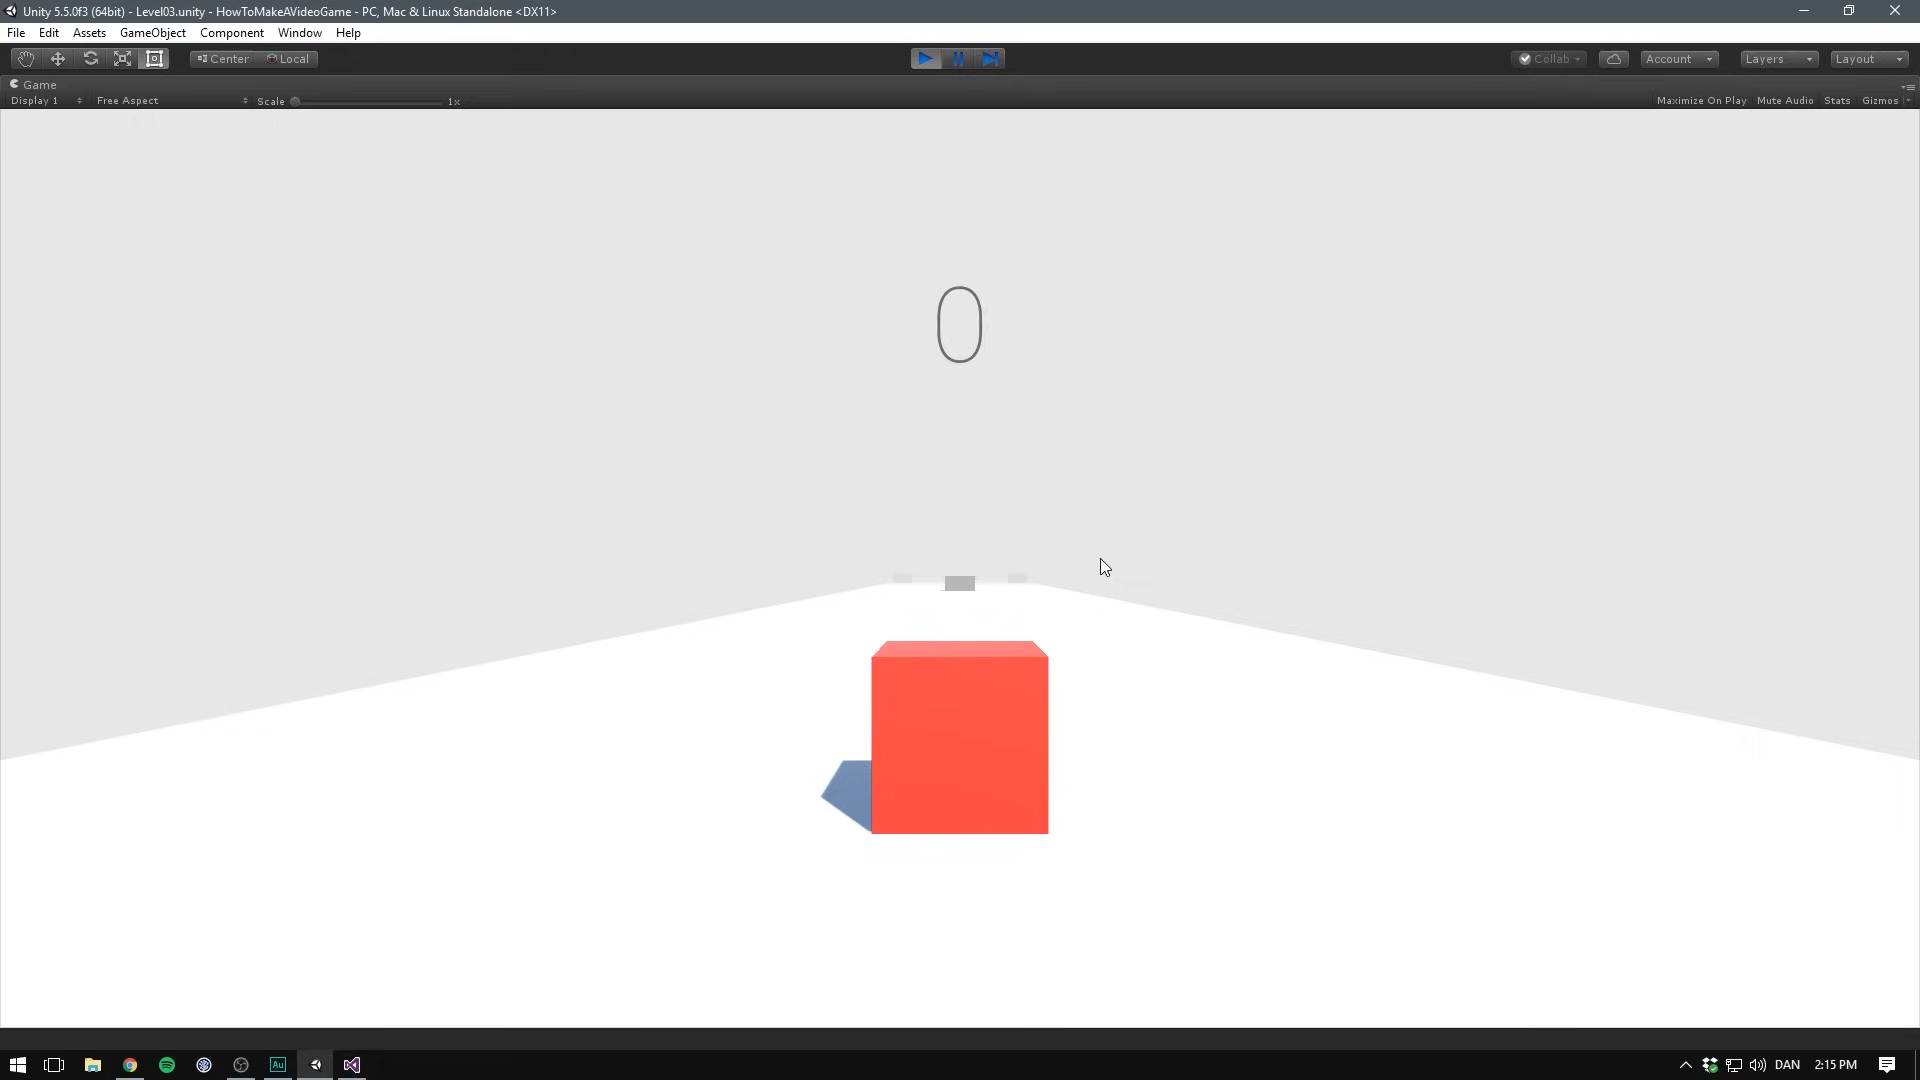 Unity 5.5.0f3 (64bit) - Level03.unity - HowToMakeAVideoGame - PC, Mac & Linux Standalone <DX11>
File Edit Assets GameObject Component Window Help
Center Local Collab Account Layers Layout
Game
Display 1 Free Aspect Scale 1x Maximize On Play Mute Audio Stats Gizmos
0
Au DAN 2:15 PM